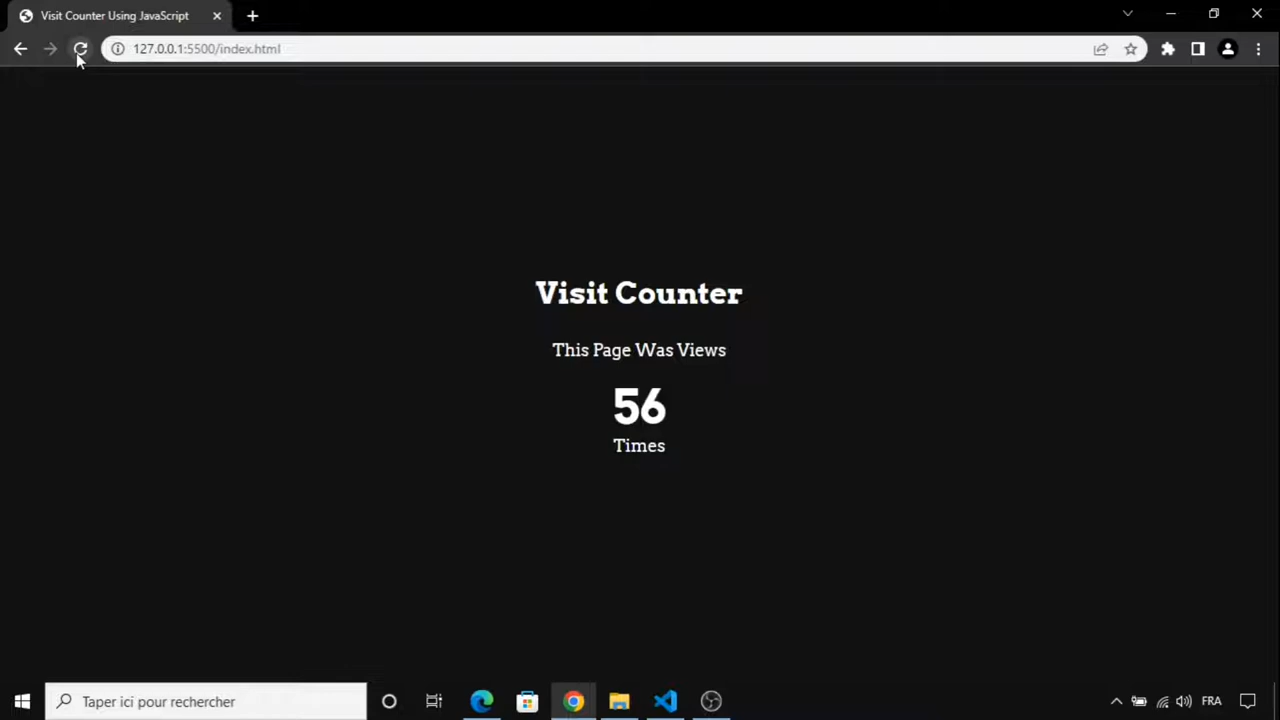 Visit Counter Using JavaScript
127.0.0.1:5500/index.html
Visit Counter
This Page Was Views
56
Times
Taper ici pour rechercher
FRA